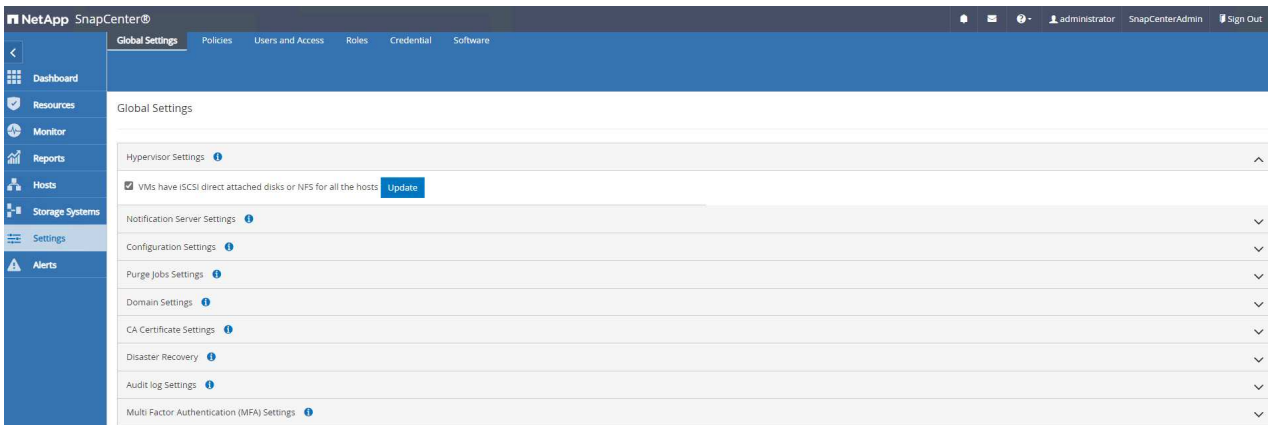 NetApp SnapCenter®
administrator SnapCenterAdmin Sign Out
Global Settings Policies Users and Access Roles Credential Software
Dashboard
Resources
Monitor
Reports
Hosts
Storage Systems
Settings
Alerts
Global Settings
Hypervisor Settings
VMs have iSCSI direct attached disks or NFS for all the hosts Update
Notification Server Settings
Configuration Settings
Purge Jobs Settings
Domain Settings
CA Certificate Settings
Disaster Recovery
Audit log Settings
Multi Factor Authentication (MFA) Settings